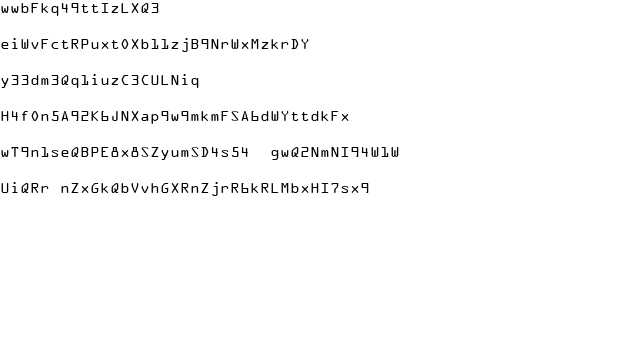 wwbFkq49ttIzLXQ3
eiWvFctRPuxt0Xb11zjB9NrWxMzkrDY
y33dm3Qq1iuzC3CULNiq
H4f0n5A92K6JNXap9w9mkmFSA6dWYttdkFx
wT9n1seQBPE8x8SZyumSD4s54  gwQ2NmNI94W1W
UiQRr nZxGkQbVvhGXRnZjrR6kRLMbxHI7sx9